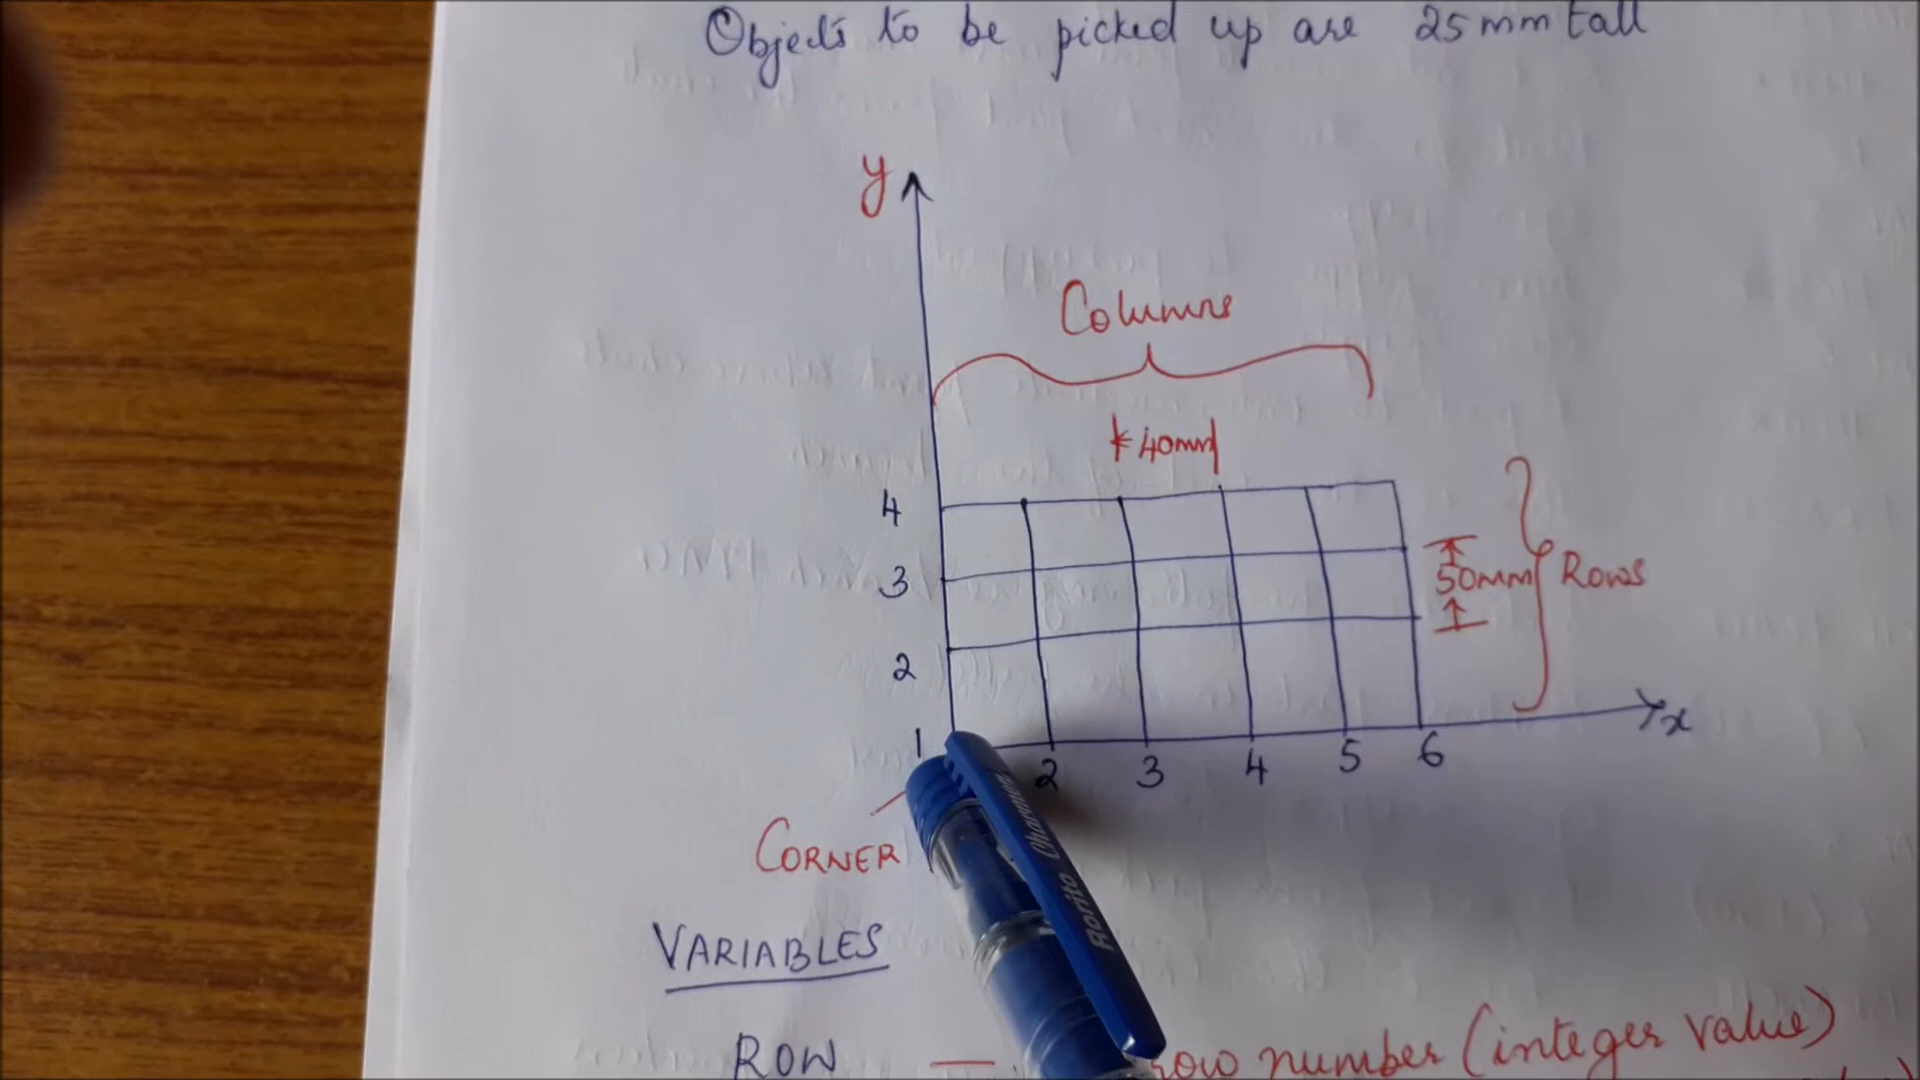 Objects to be picked up are 25mm tall
y
Columns
40mm
4
3
50mm
Rows
2
1
x
2 3 4 5 6
CORNER
Rorito Charmer
VARIABLES
ROW — row number (integer value)